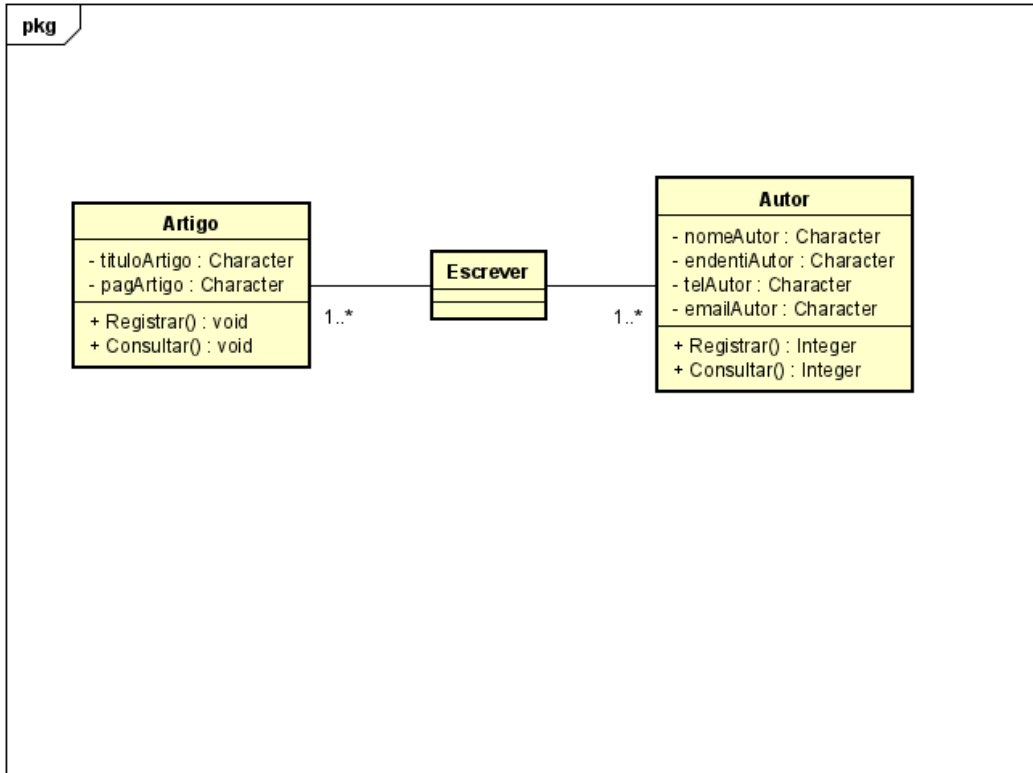 pkg
Artigo
- tituloArtigo : Character
- pagArtigo : Character
+ Registrar() : void
+ Consultar() : void
1..*
Escrever
1..*
Autor
- nomeAutor : Character
- endentiAutor : Character
- telAutor : Character
- emailAutor : Character
+ Registrar() : Integer
+ Consultar() : Integer